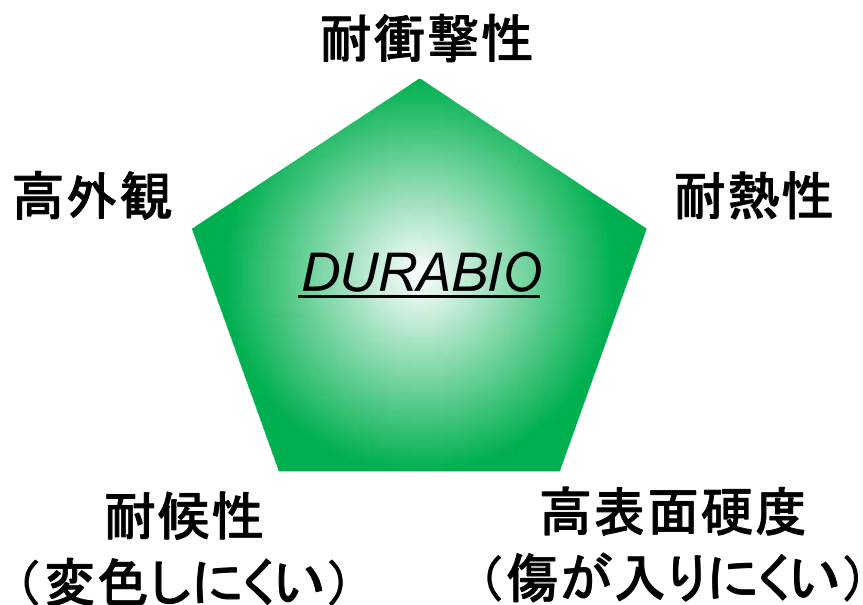 耐衝撃性
高外観
耐熱性
DURABIO
耐候性
（変色しにくい）
高表面硬度
（傷が入りにくい）